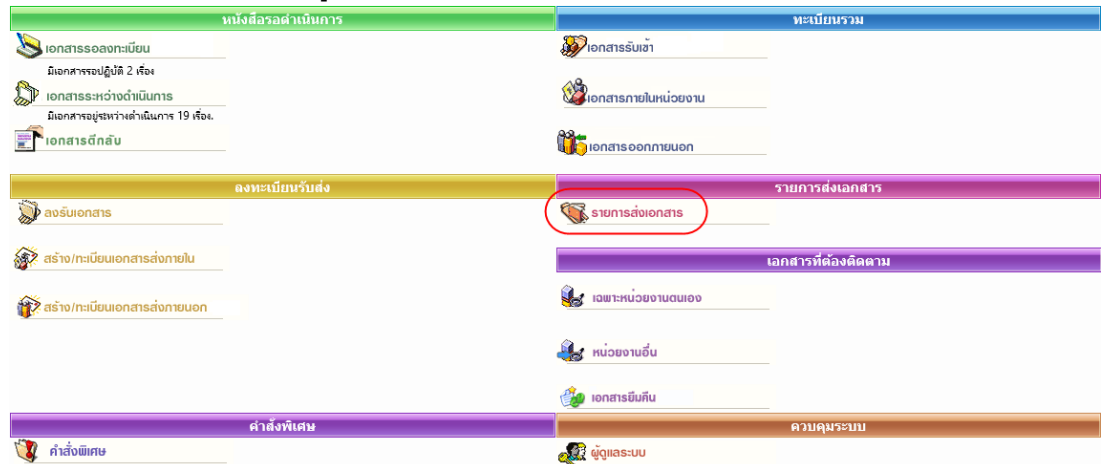 หนังสือรอดำเนินการ
เอกสารรอลงทะเบียน
มีเอกสารรอปฏิบัติ 2 เรื่อง
เอกสารระหว่างดำเนินการ
มีเอกสารอยู่ระหว่างดำเนินการ 19 เรื่อง.
เอกสารตีกลับ
ทะเบียนรวม
เอกสารรับเข้า
เอกสารภายในหน่วยงาน
เอกสารออกภายนอก
ลงทะเบียนรับส่ง
ลงรับเอกสาร
สร้าง/ทะเบียนเอกสารส่งภายใน
สร้าง/ทะเบียนเอกสารส่งภายนอก
รายการส่งเอกสาร
รายการส่งเอกสาร
เอกสารที่ต้องติดตาม
เฉพาะหน่วยงานตนเอง
หน่วยงานอื่น
เอกสารยืมคืน
คำสั่งพิเศษ
คำสั่งพิเศษ
ควบคุมระบบ
ผู้ดูแลระบบ